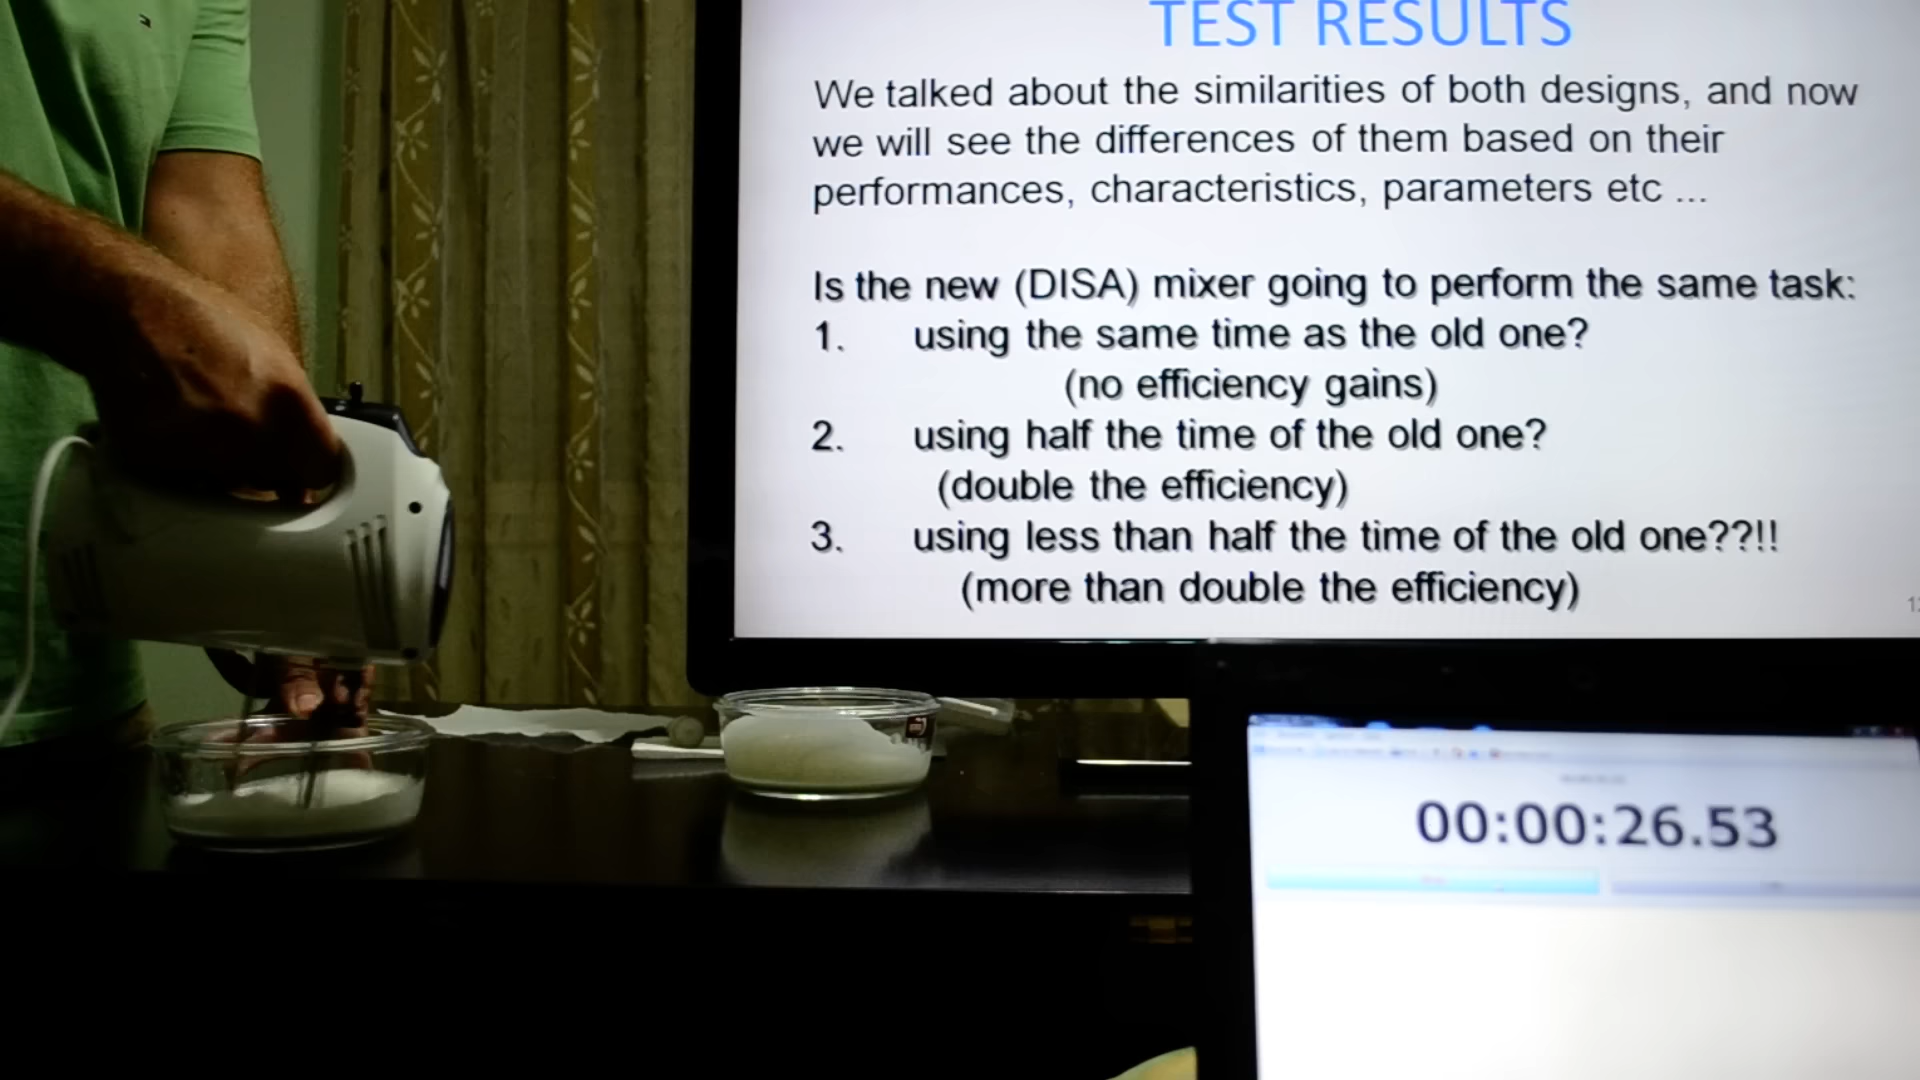 TEST RESULTS
We talked about the similarities of both designs, and now
we will see the differences of them based on their
performances, characteristics, parameters etc ...
Is the new (DISA) mixer going to perform the same task:
1. using the same time as the old one?
(no efficiency gains)
2. using half the time of the old one?
(double the efficiency)
3. using less than half the time of the old one??!!
(more than double the efficiency)
00:00:26.53